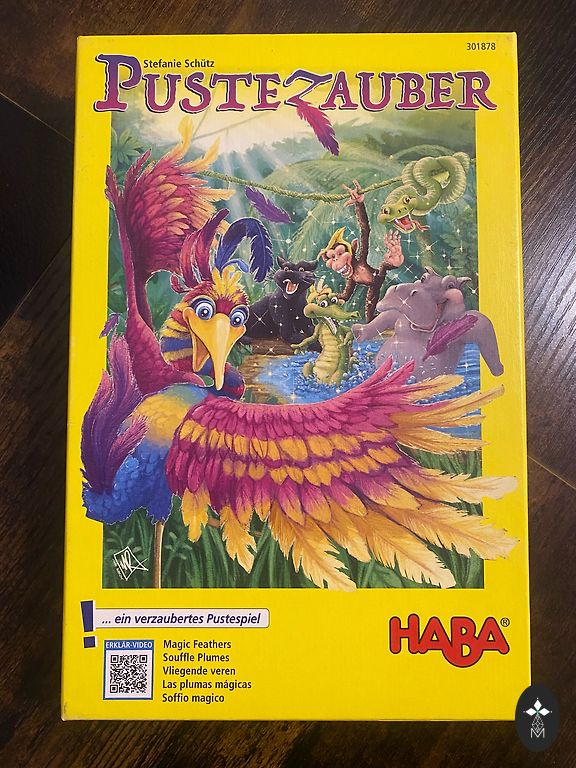 301878
Stefanie Schütz
PUSTEZAUBER
... ein verzaubertes Pustespiel
HABA®
ERKLÄR-VIDEO
Magic Feathers
Souffle Plumes
Vliegende veren
Las plumas mágicas
Soffio magico